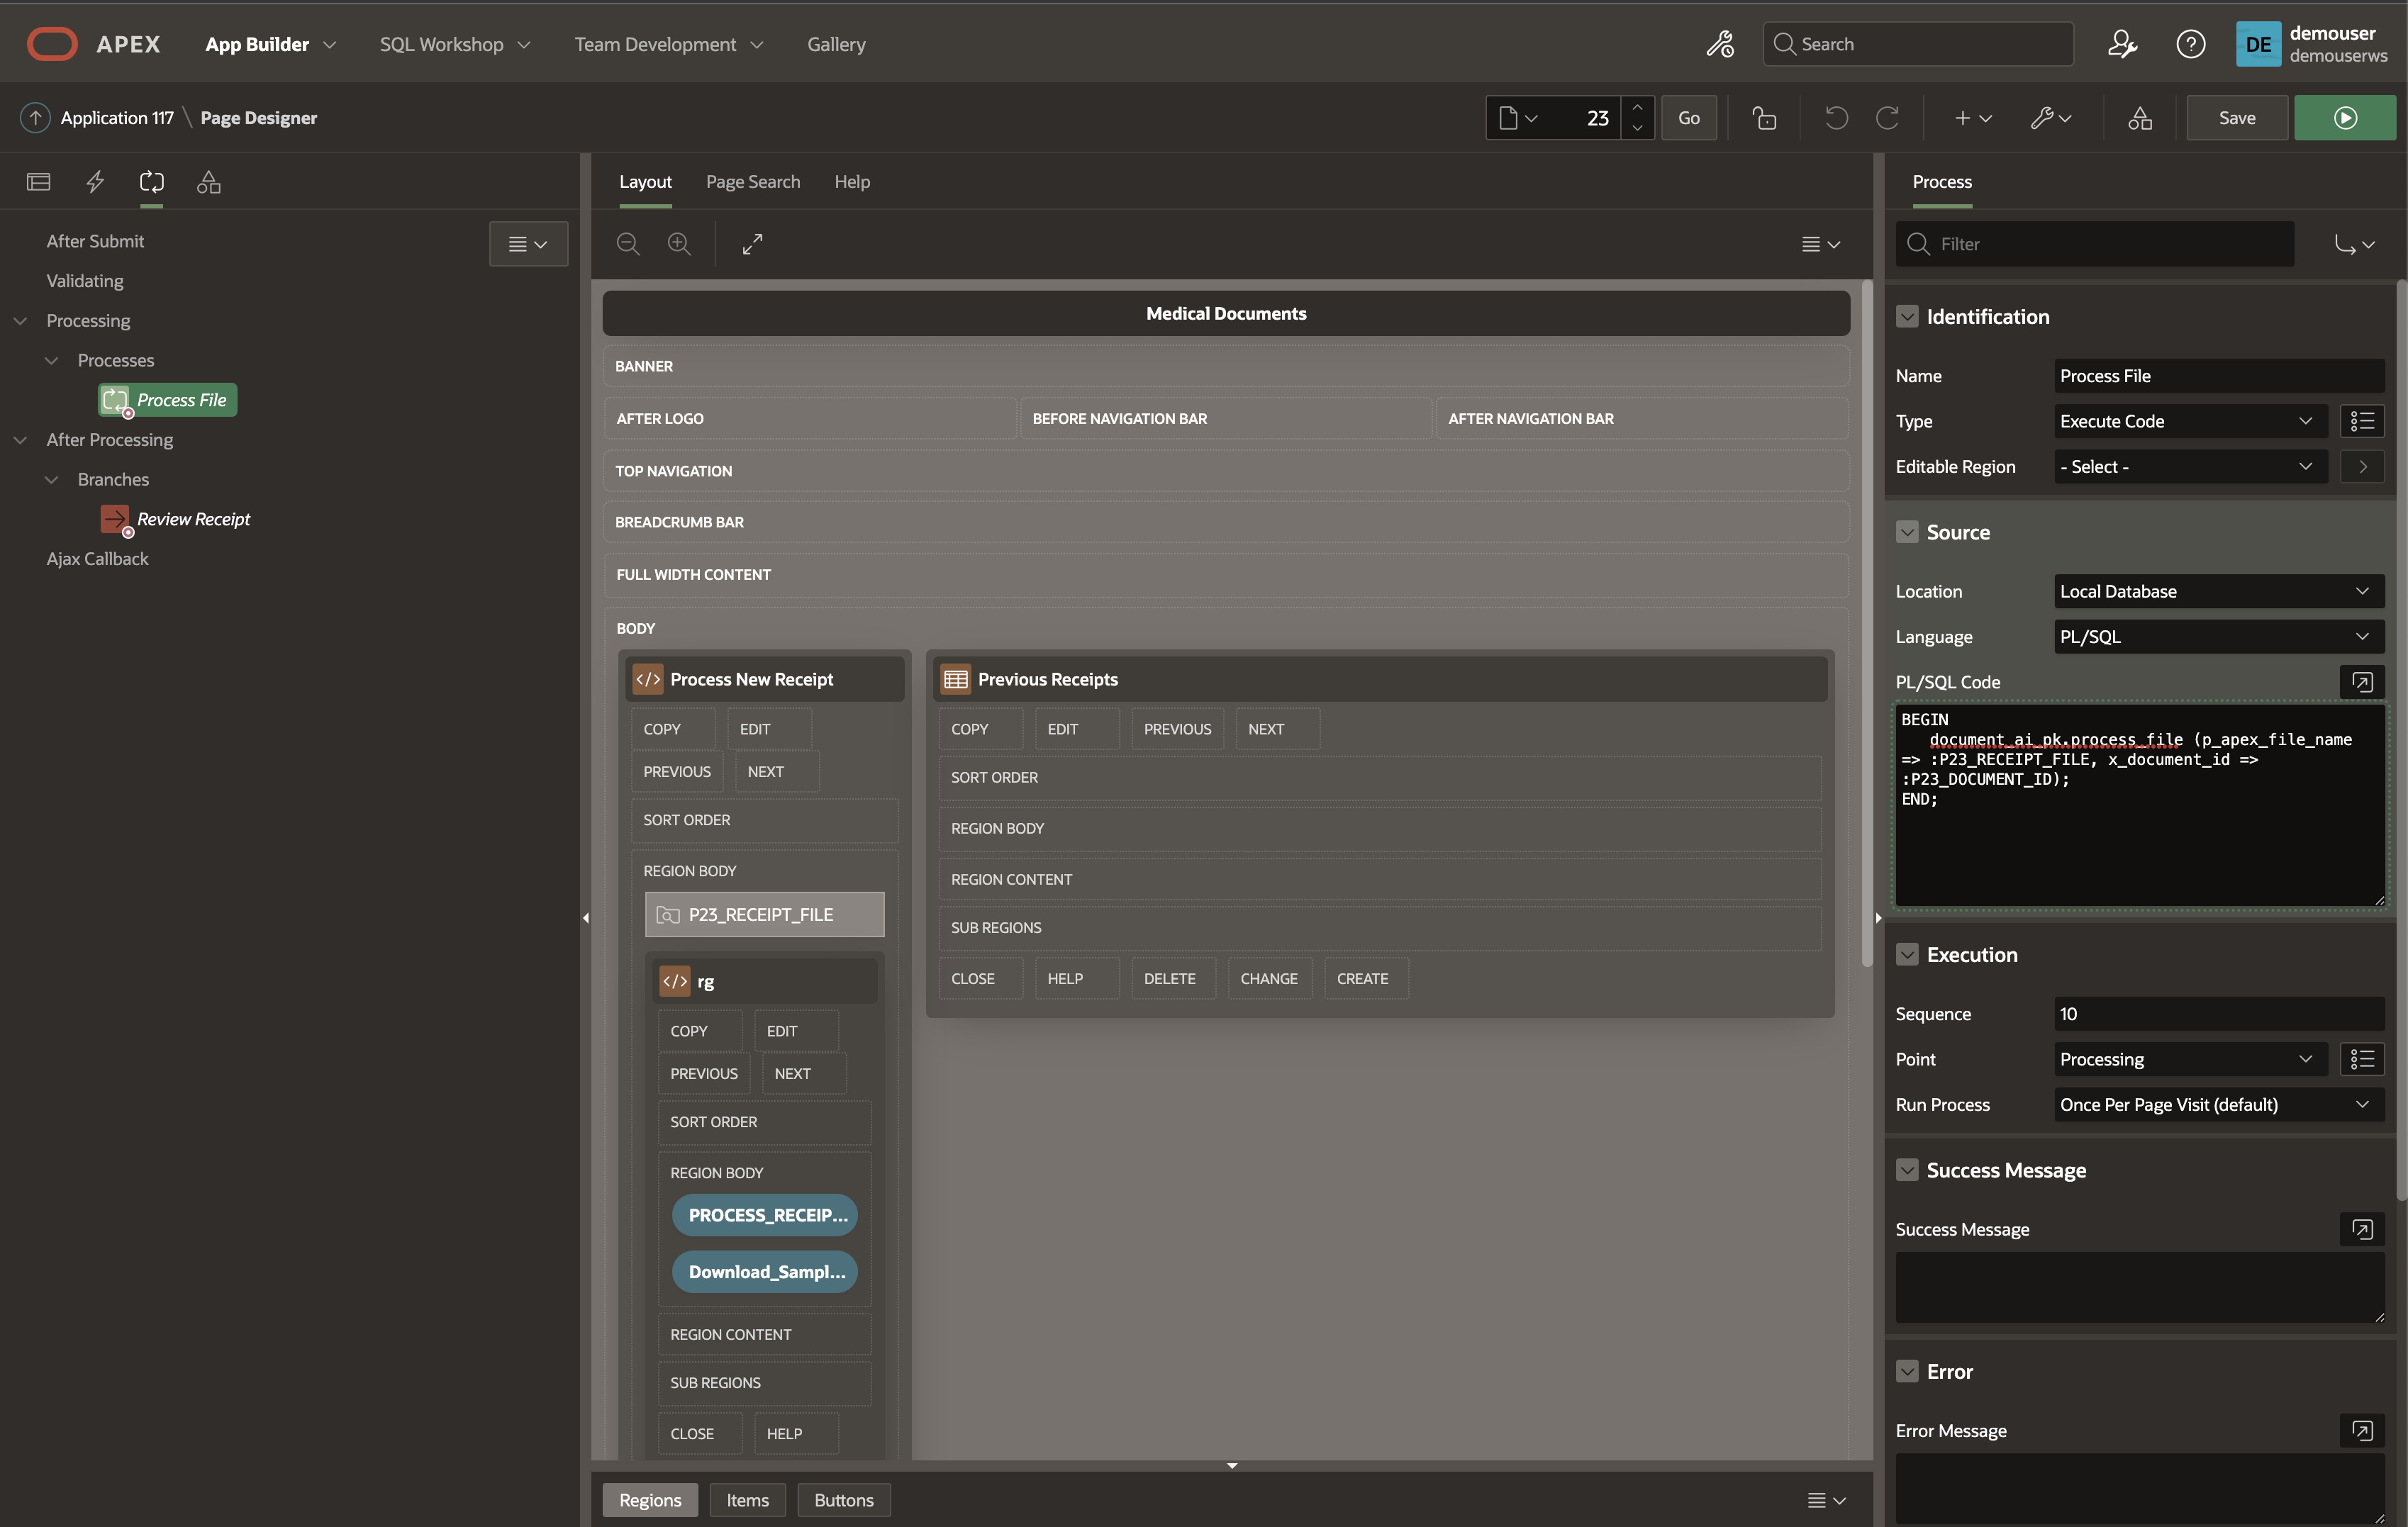 APEX
App Builder
SQL Workshop
Team Development
Gallery
Search
DE
demouser
demouserws
Application 117 \ Page Designer
23
Go
Save
After Submit
Validating
Processing
Processes
Process File
After Processing
Branches
Review Receipt
Ajax Callback
Layout
Page Search
Help
Medical Documents
BANNER
AFTER LOGO
BEFORE NAVIGATION BAR
AFTER NAVIGATION BAR
TOP NAVIGATION
BREADCRUMB BAR
FULL WIDTH CONTENT
BODY
Process New Receipt
COPY
EDIT
PREVIOUS
NEXT
SORT ORDER
REGION BODY
P23_RECEIPT_FILE
rg
COPY
EDIT
PREVIOUS
NEXT
SORT ORDER
REGION BODY
PROCESS_RECEIP...
Download_Sampl...
REGION CONTENT
SUB REGIONS
CLOSE
HELP
Previous Receipts
COPY
EDIT
PREVIOUS
NEXT
SORT ORDER
REGION BODY
REGION CONTENT
SUB REGIONS
CLOSE
HELP
DELETE
CHANGE
CREATE
Regions
Items
Buttons
Process
Filter
Identification
Name
Process File
Type
Execute Code
Editable Region
- Select -
Source
Location
Local Database
Language
PL/SQL
PL/SQL Code
BEGIN
document_ai_pk.process_file (p_apex_file_name
=> :P23_RECEIPT_FILE, x_document_id =>
:P23_DOCUMENT_ID);
END;
Execution
Sequence
10
Point
Processing
Run Process
Once Per Page Visit (default)
Success Message
Success Message
Error
Error Message